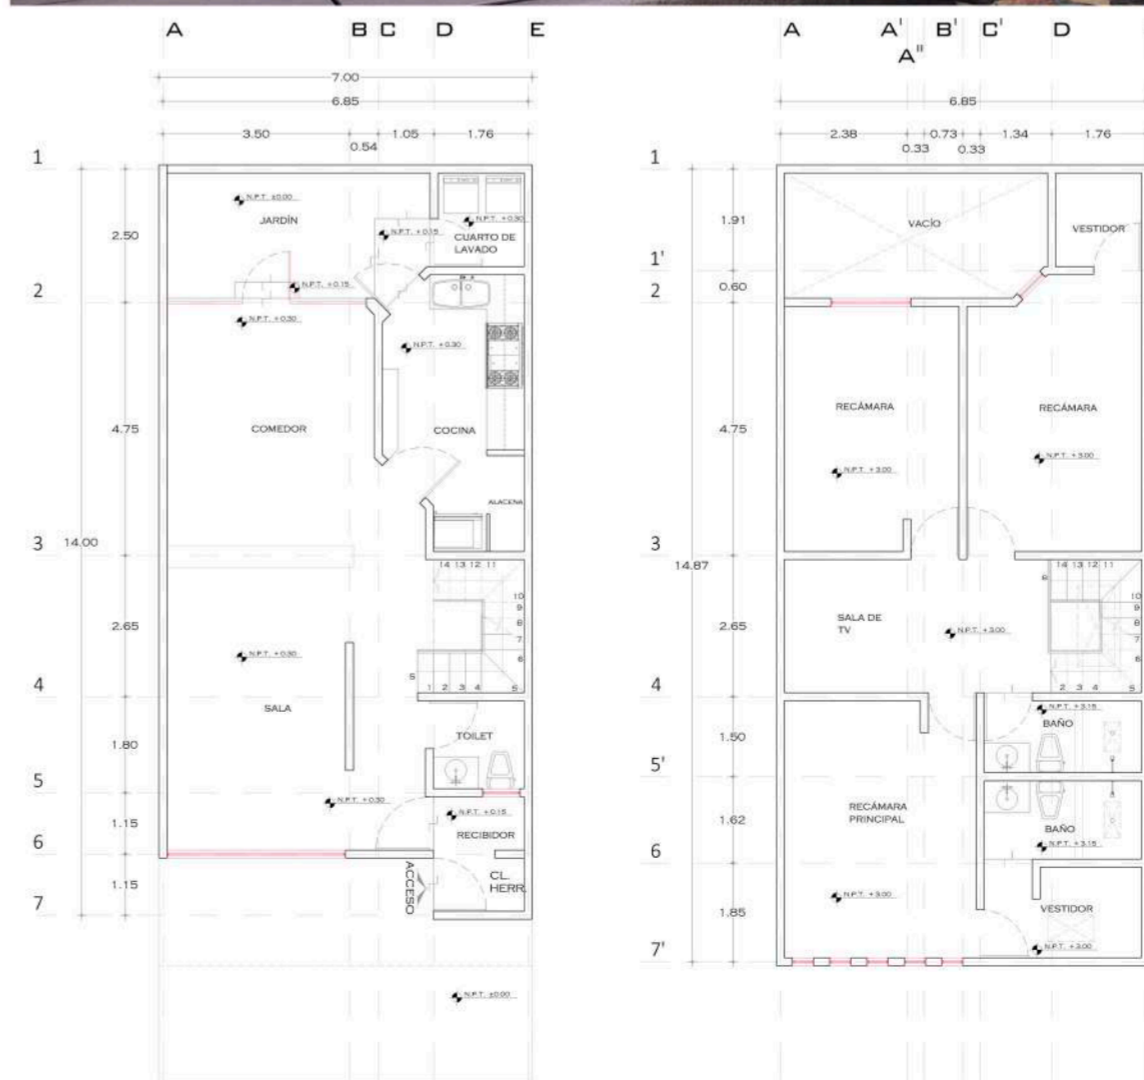 A B C D E
7.00
6.85
3.50 1.05 1.76
0.54
1
N.P.T. ±0.00
JARDÍN
N.P.T. +0.30
N.P.T. +0.15
CUARTO DE
LAVADO
2.50
2
N.P.T. +0.15
N.P.T. +0.30
N.P.T. +0.30
4.75
COMEDOR
COCINA
ALACENA
3
14.00
14 13 12 11
10
9
8
7
6
2.65
N.P.T. +0.30
S
1 2 3 4 5
4
SALA
TOILET
1.80
5
N.P.T. +0.30
N.P.T. +0.15
1.15
RECIBIDOR
6
ACCESO
CL.
HERR.
1.15
7
N.P.T. ±0.00
A A' B' C' D
A"
6.85
2.38 0.73 1.34 1.76
0.33 0.33
1
1.91
VACÍO
VESTIDOR
1'
0.60
2
RECÁMARA
RECÁMARA
4.75
N.P.T. +3.00
N.P.T. +3.00
3
14.87
14 13 12 11
B
10
9
8
7
6
SALA DE
TV
2.65
N.P.T. +3.00
2 3 4 5
4
N.P.T. +3.15
BAÑO
1.50
5'
RECÁMARA
PRINCIPAL
1.62
BAÑO
N.P.T. +3.15
6
N.P.T. +3.00
1.85
VESTIDOR
7'
N.P.T. +3.00